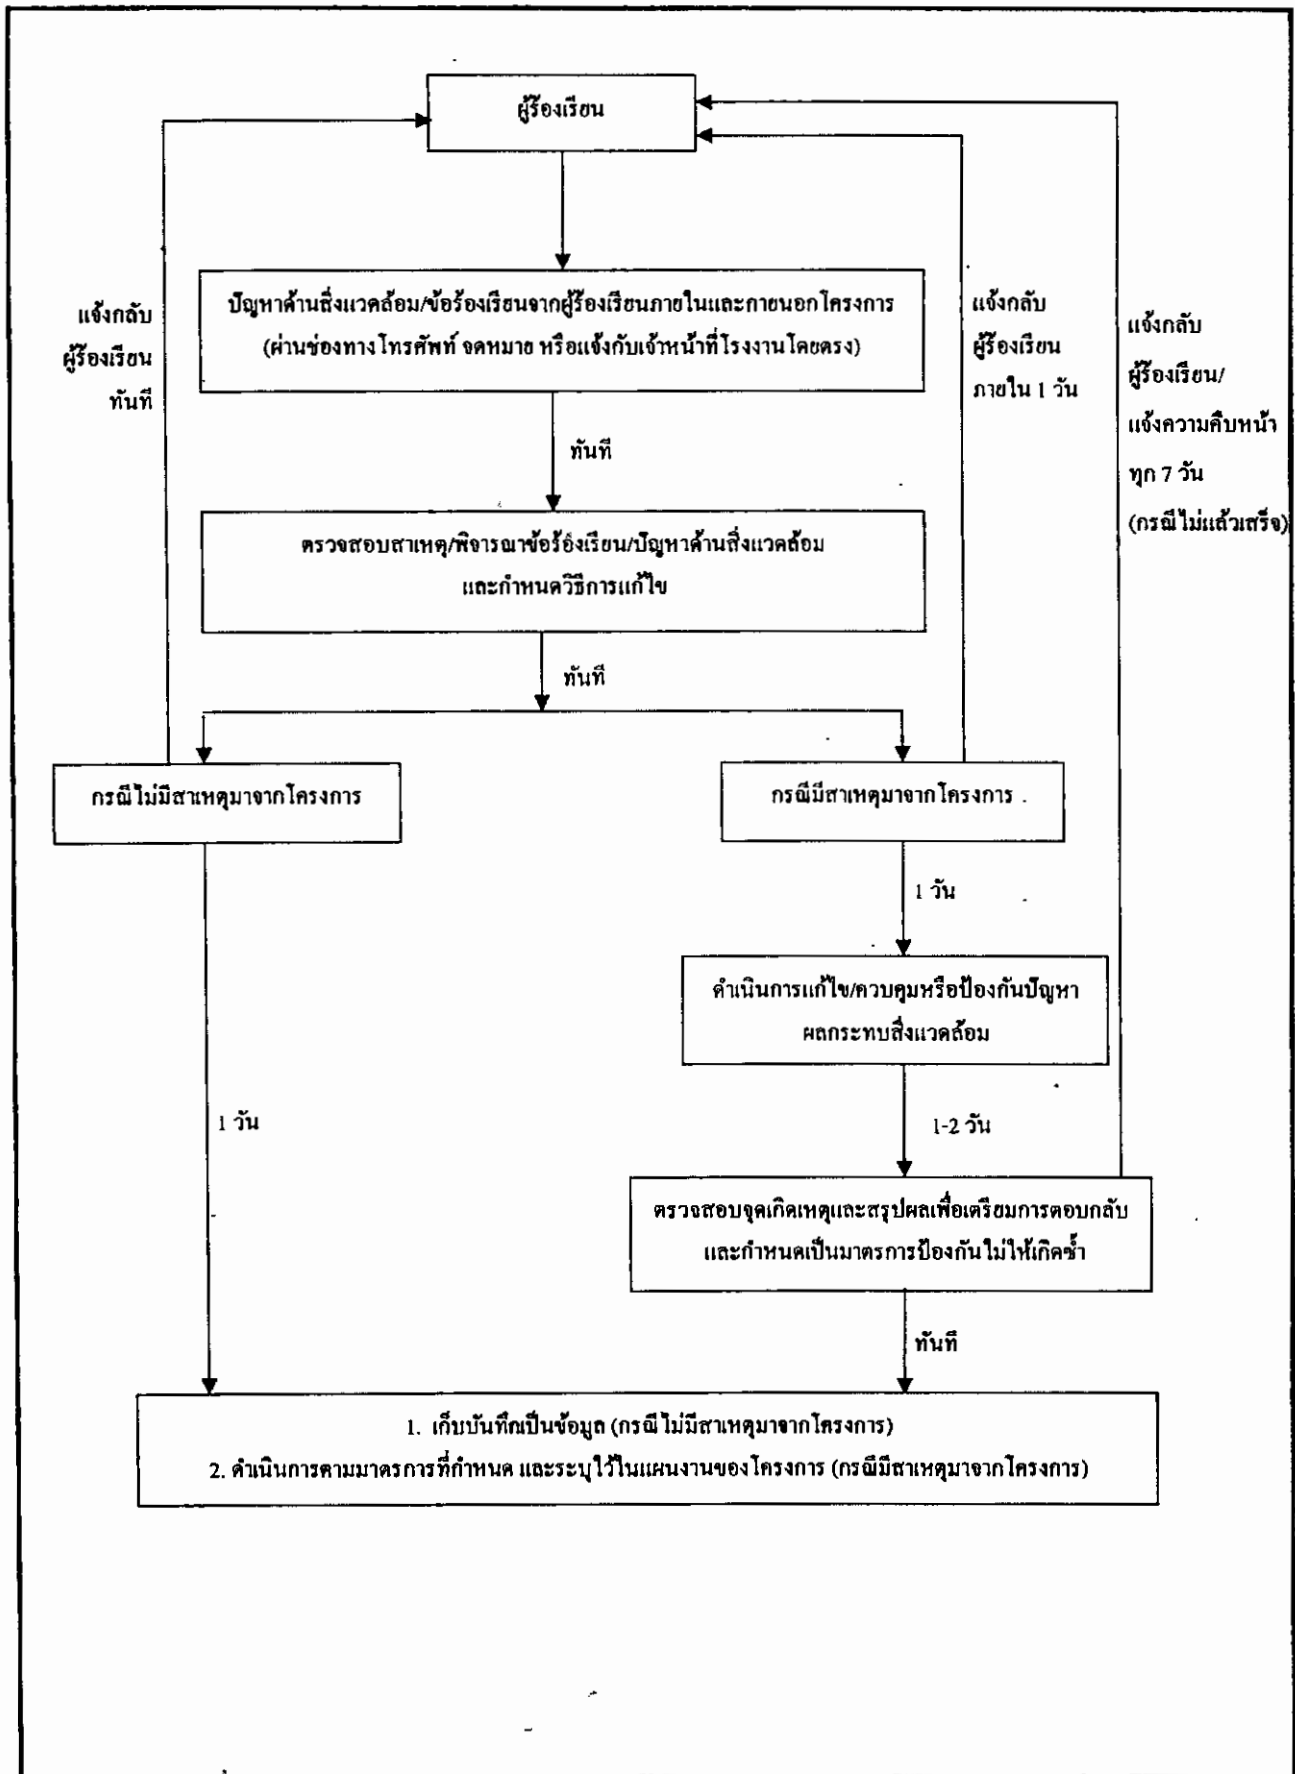 ผู้ร้องเรียน
ปัญหาด้านสิ่งแวดล้อม/ข้อร้องเรียนจากผู้ร้องเรียนภายในและภายนอกโครงการ
(ผ่านช่องทางโทรศัพท์ จดหมาย หรือแจ้งกับเจ้าหน้าที่โรงงานโดยตรง)
แจ้งกลับ
ผู้ร้องเรียน
ทันที
แจ้งกลับ
ผู้ร้องเรียน
ภายใน 1 วัน
แจ้งกลับ
ผู้ร้องเรียน/
แจ้งความคืบหน้า
ทุก 7 วัน
(กรณีไม่แล้วเสร็จ)
ทันที
ตรวจสอบสาเหตุ/พิจารณาข้อร้องเรียน/ปัญหาด้านสิ่งแวดล้อม
และกำหนดวิธีการแก้ไข
ทันที
กรณีไม่มีสาเหตุมาจากโครงการ
กรณีมีสาเหตุมาจากโครงการ
1 วัน
ดำเนินการแก้ไข/ควบคุมหรือป้องกันปัญหา
ผลกระทบสิ่งแวดล้อม
1 วัน
1-2 วัน
ตรวจสอบจุดเกิดเหตุและสรุปผลเพื่อเตรียมการตอบกลับ
และกำหนดเป็นมาตรการป้องกันไม่ให้เกิดซ้ำ
ทันที
1. เก็บบันทึกเป็นข้อมูล (กรณีไม่มีสาเหตุมาจากโครงการ)
2. ดำเนินการตามมาตรการที่กำหนด และระบุไว้ในแผนงานของโครงการ (กรณีมีสาเหตุมาจากโครงการ)